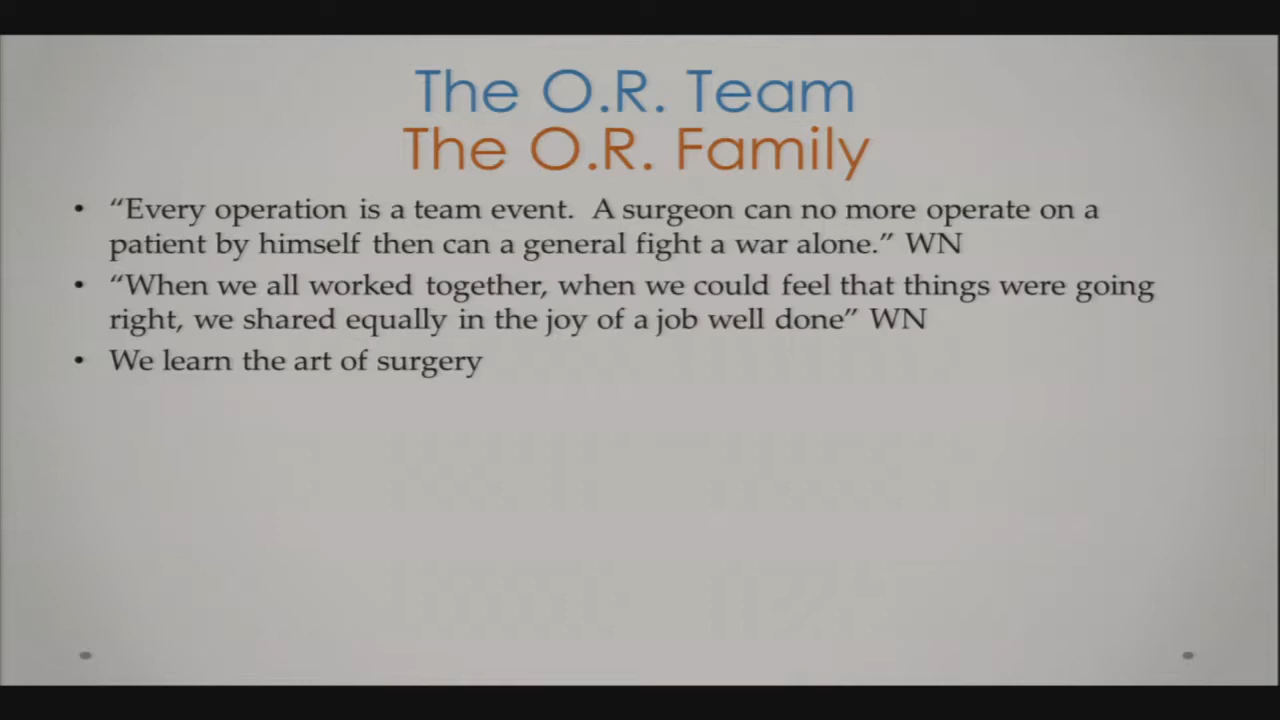 The O.R. Team
The O.R. Family
• “Every operation is a team event.  A surgeon can no more operate on a
patient by himself then can a general fight a war alone.” WN
• “When we all worked together, when we could feel that things were going
right, we shared equally in the joy of a job well done” WN
• We learn the art of surgery